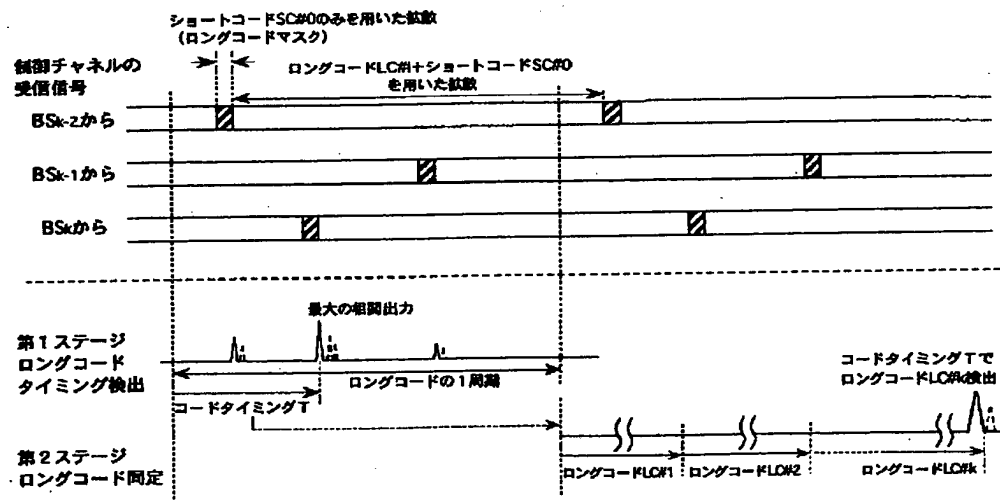 ショートコードSC#0のみを用いた拡散
(ロングコードマスク)
制御チャネルの
受信信号
ロングコードLC#i+ショートコードSC#0
を用いた拡散
BSk-2から
BSk-1から
BSkから
最大の相関出力
第1ステージ
ロングコード
タイミング検出
ロングコードの1周期
コードタイミングT
コードタイミングTで
ロングコードLC#k検出
第2ステージ
ロングコード同定
ロングコードLC#1
ロングコードLC#2
ロングコードLC#k